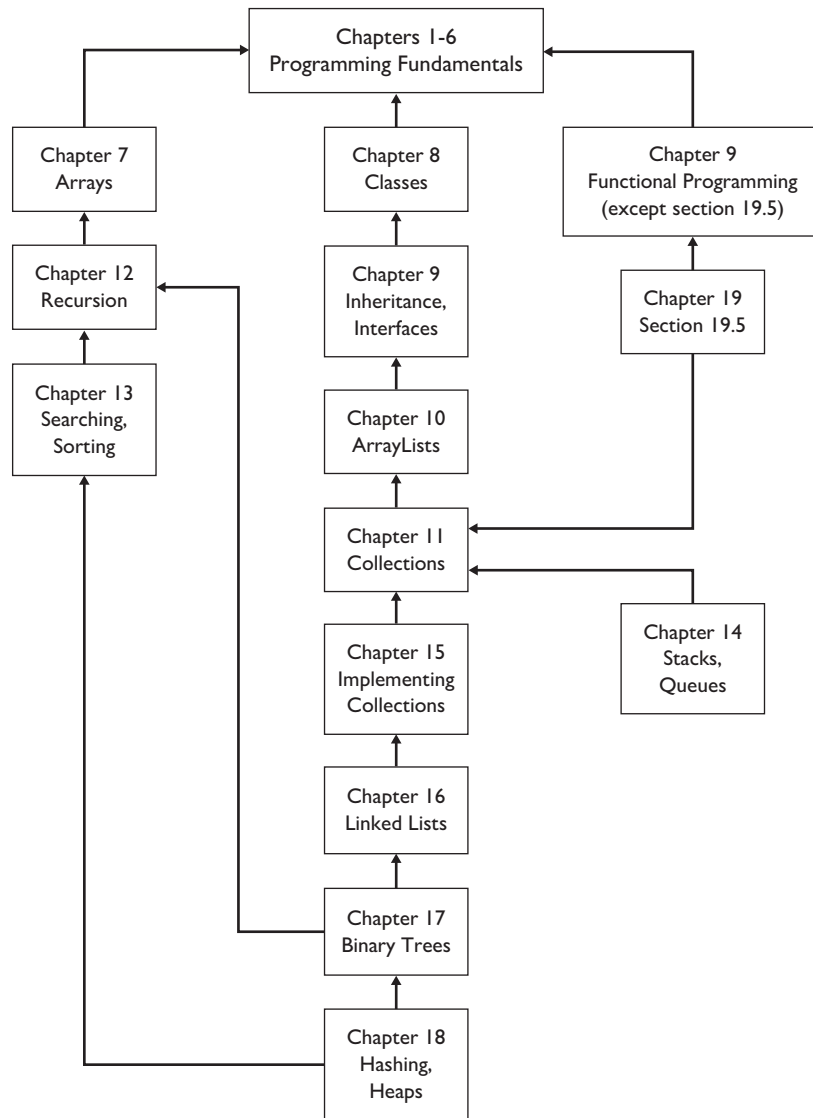 Chapters 1-6
Programming Fundamentals
Chapter 7
Arrays
Chapter 8
Classes
Chapter 9
Functional Programming
(except section 19.5)
Chapter 12
Recursion
Chapter 9
Inheritance,
Interfaces
Chapter 19
Section 19.5
Chapter 13
Searching,
Sorting
Chapter 10
ArrayLists
Chapter 11
Collections
Chapter 14
Stacks,
Queues
Chapter 15
Implementing
Collections
Chapter 16
Linked Lists
Chapter 17
Binary Trees
Chapter 18
Hashing,
Heaps